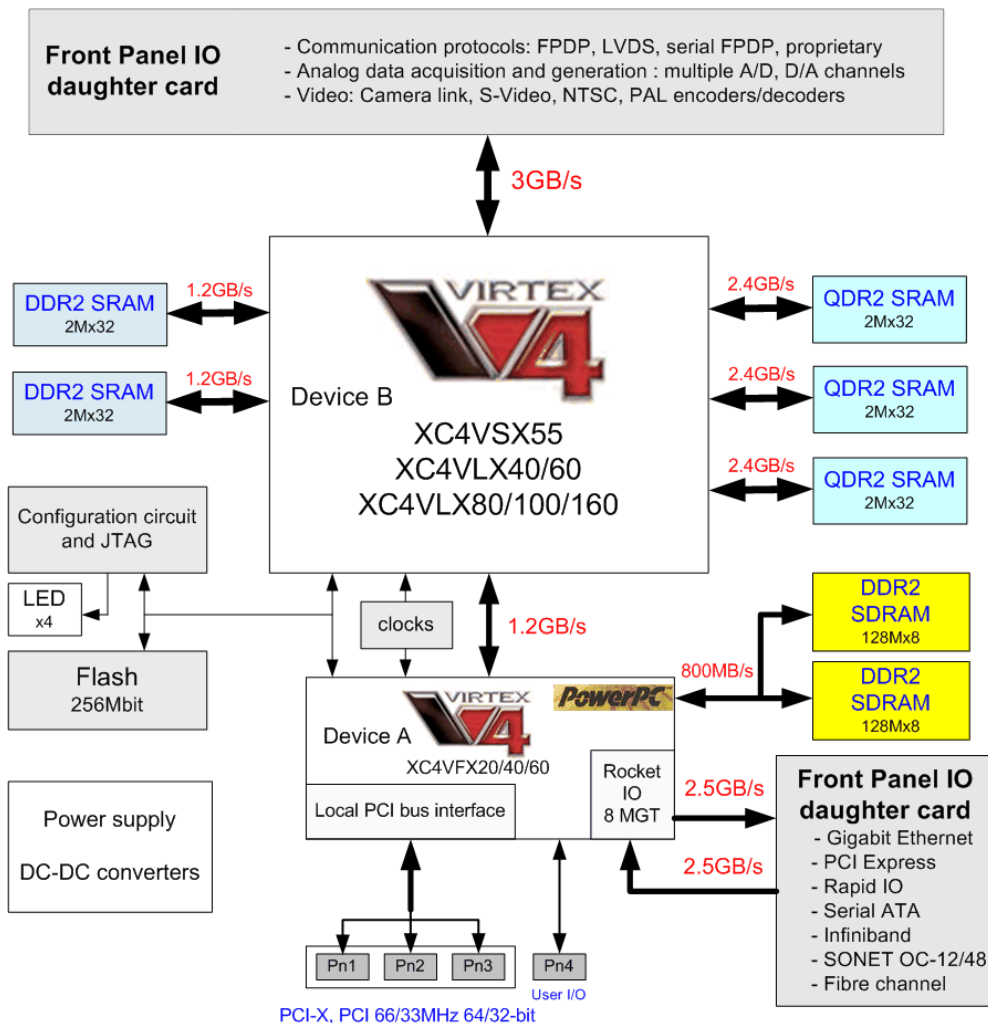 Front Panel IO
daughter card
- Communication protocols: FPDP, LVDS, serial FPDP, proprietary
- Analog data acquisition and generation : multiple A/D, D/A channels
- Video: Camera link, S-Video, NTSC, PAL encoders/decoders
3GB/s
DDR2 SRAM
2Mx32
1.2GB/s
DDR2 SRAM
2Mx32
1.2GB/s
VIRTEX
4
Device B
XC4VSX55
XC4VLX40/60
XC4VLX80/100/160
2.4GB/s
QDR2 SRAM
2Mx32
2.4GB/s
QDR2 SRAM
2Mx32
2.4GB/s
QDR2 SRAM
2Mx32
Configuration circuit
and JTAG
LED
x4
Flash
256Mbit
clocks
1.2GB/s
DDR2
SDRAM
128Mx8
800MB/s
DDR2
SDRAM
128Mx8
VIRTEX
4
PowerPC
Device A
XC4VFX20/40/60
Local PCI bus interface
Rocket
IO
8 MGT
2.5GB/s
2.5GB/s
Front Panel IO
daughter card
- Gigabit Ethernet
- PCI Express
- Rapid IO
- Serial ATA
- Infiniband
- SONET OC-12/48
- Fibre channel
Power supply
DC-DC converters
Pn1
Pn2
Pn3
Pn4
User I/O
PCI-X, PCI 66/33MHz 64/32-bit